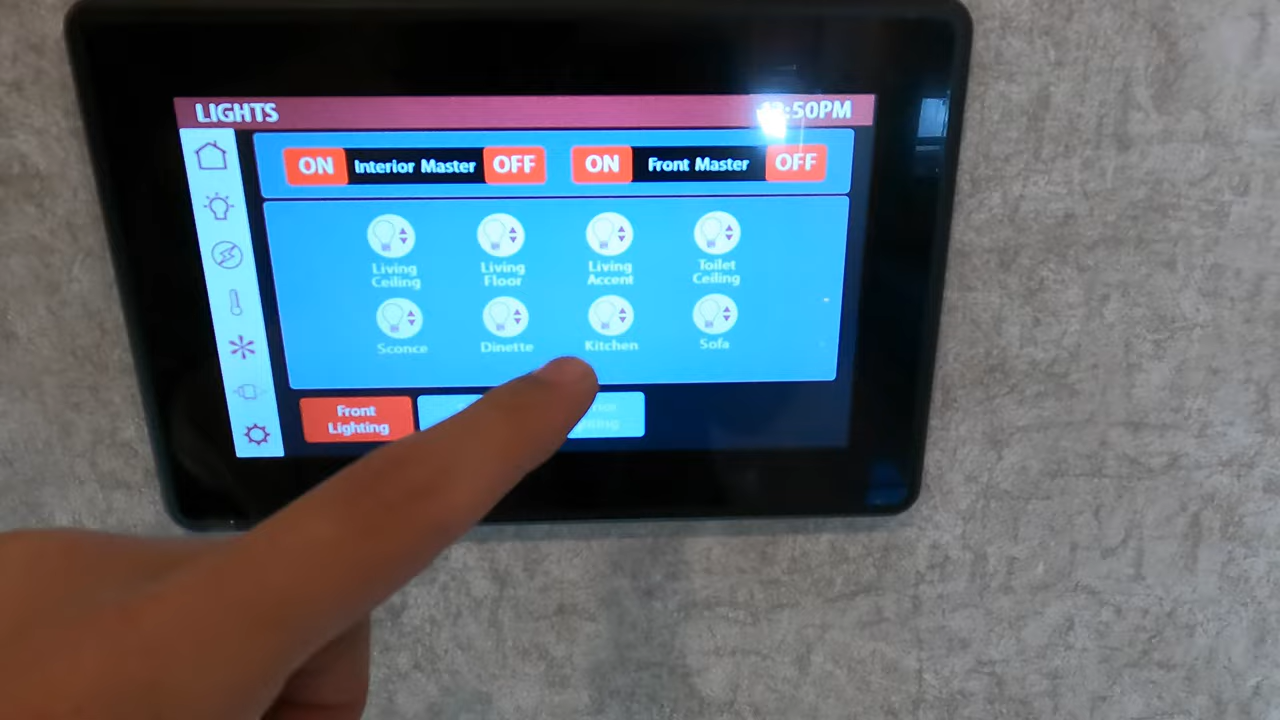 LIGHTS
:50PM
ON Interior Master OFF
ON Front Master OFF
Living
Ceiling
Living
Floor
Living
Accent
Toilet
Ceiling
Sconce
Dinette
Kitchen
Sofa
Front
Lighting